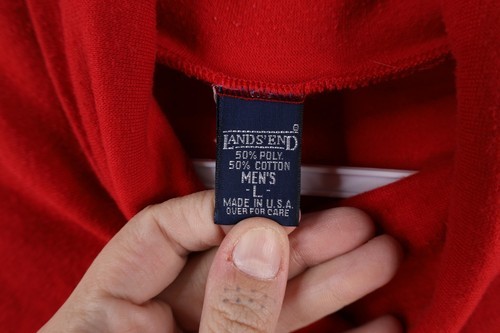 LANDS' END
50% POLY.
50% COTTON
MEN'S
- L -
MADE IN U.S.A.
OVER FOR CARE